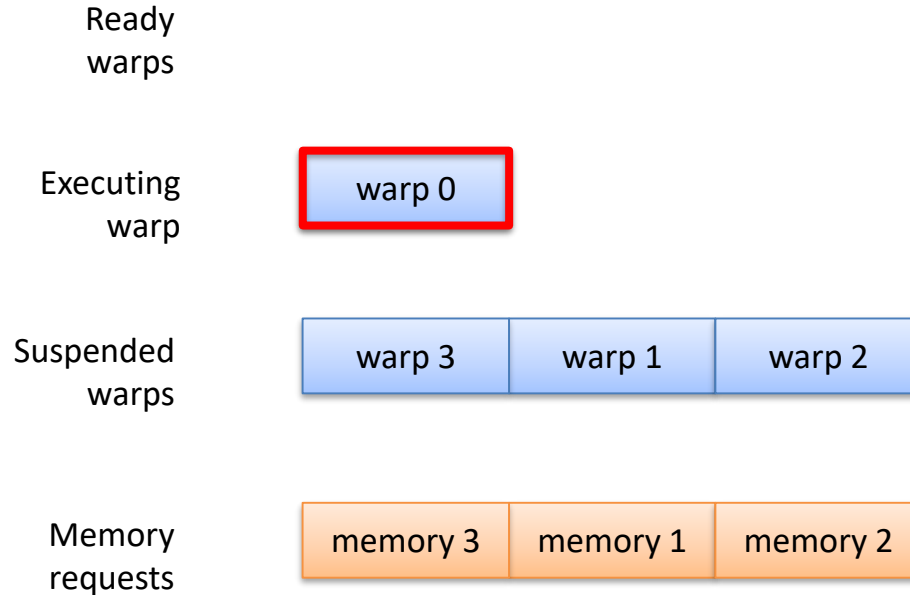 Ready
warps
Executing
warp
warp 0
Suspended
warps
warp 3
warp 1
warp 2
Memory
requests
memory 3
memory 1
memory 2